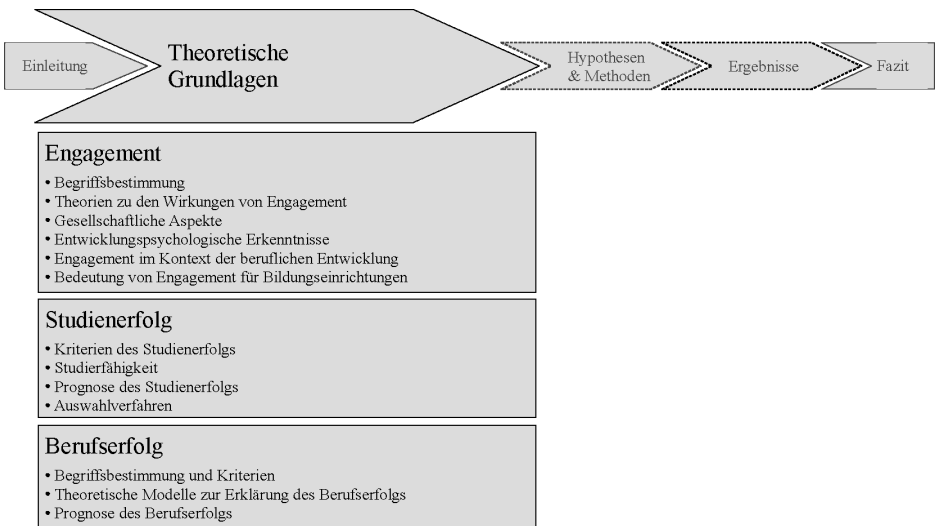 Einleitung
Theoretische
Grundlagen
Hypothesen
& Methoden
Ergebnisse
Fazit
Engagement
• Begriffsbestimmung
• Theorien zu den Wirkungen von Engagement
• Gesellschaftliche Aspekte
• Entwicklungspsychologische Erkenntnisse
• Engagement im Kontext der beruflichen Entwicklung
• Bedeutung von Engagement für Bildungseinrichtungen
Studienerfolg
• Kriterien des Studienerfolgs
• Studierfähigkeit
• Prognose des Studienerfolgs
• Auswahlverfahren
Berufserfolg
• Begriffsbestimmung und Kriterien
• Theoretische Modelle zur Erklärung des Berufserfolgs
• Prognose des Berufserfolgs